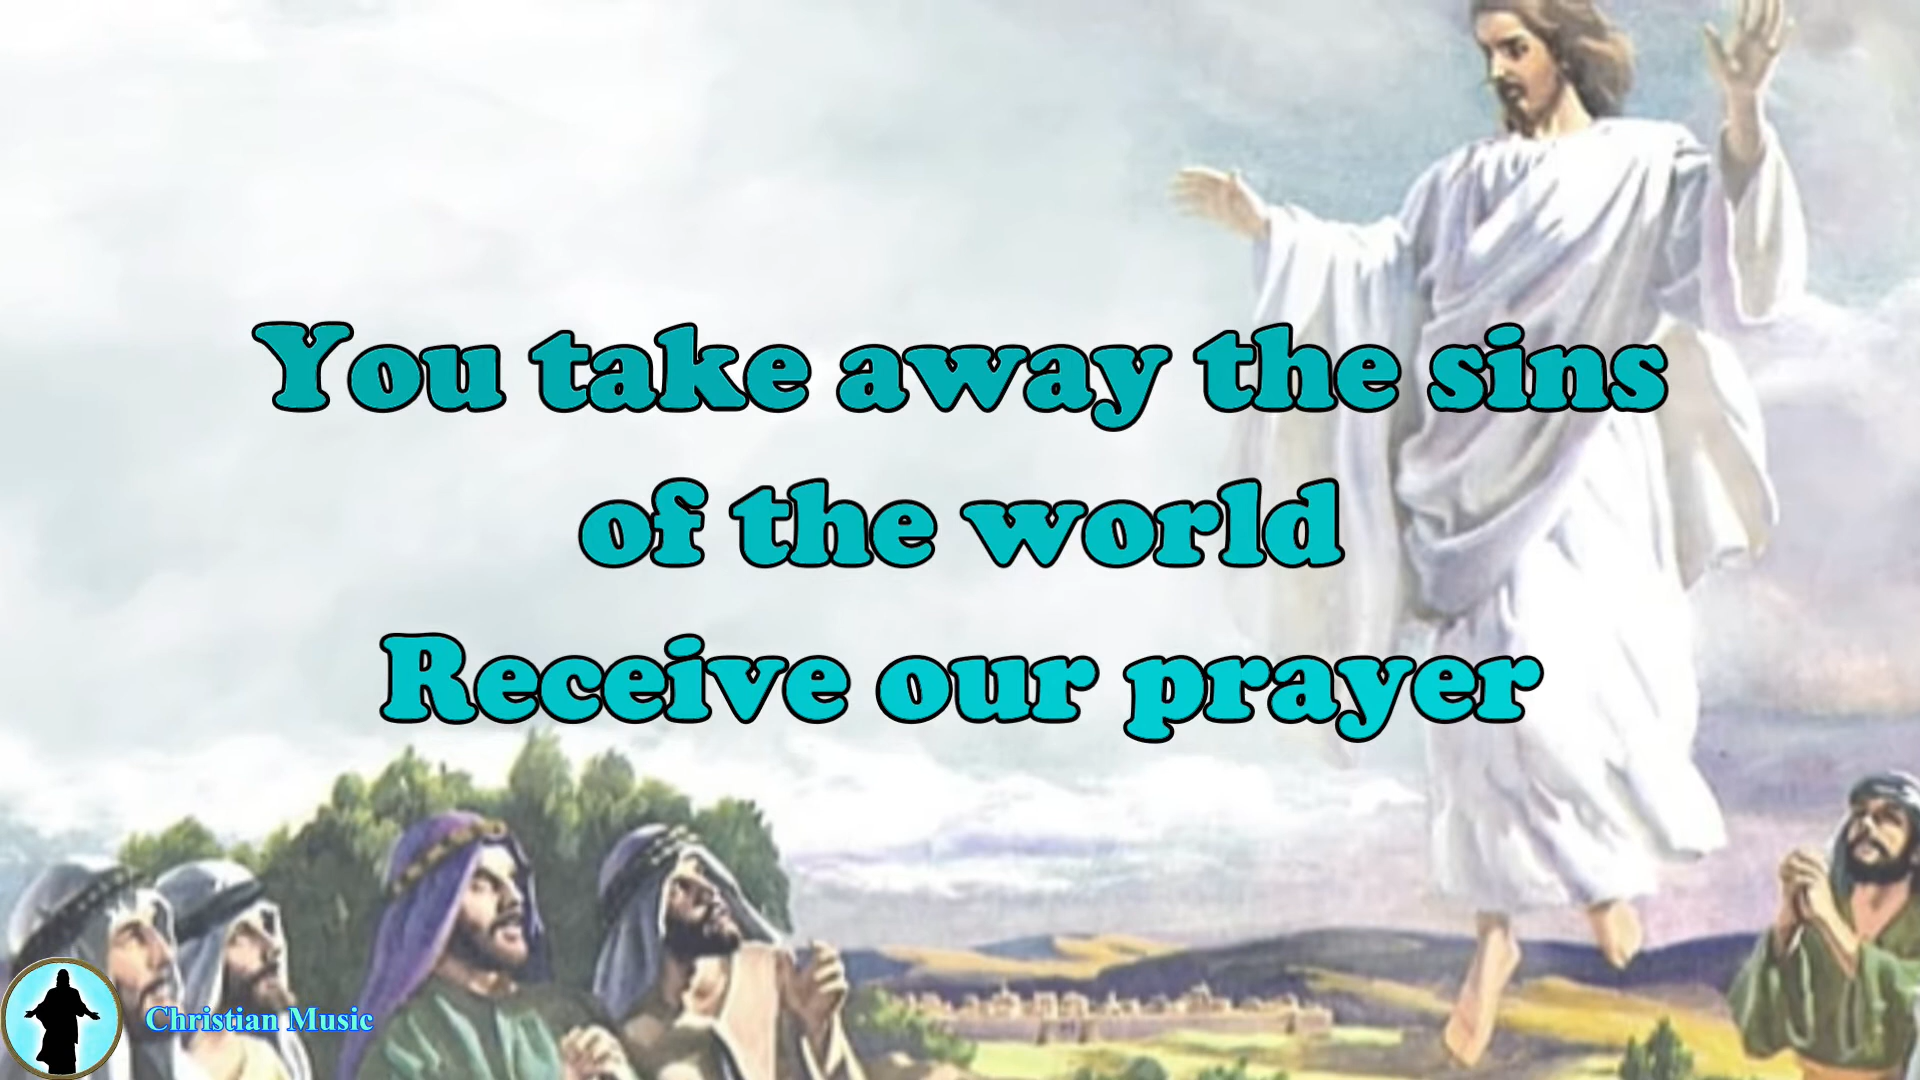 You take away the sins
of the world
Receive our prayer
Christian Music